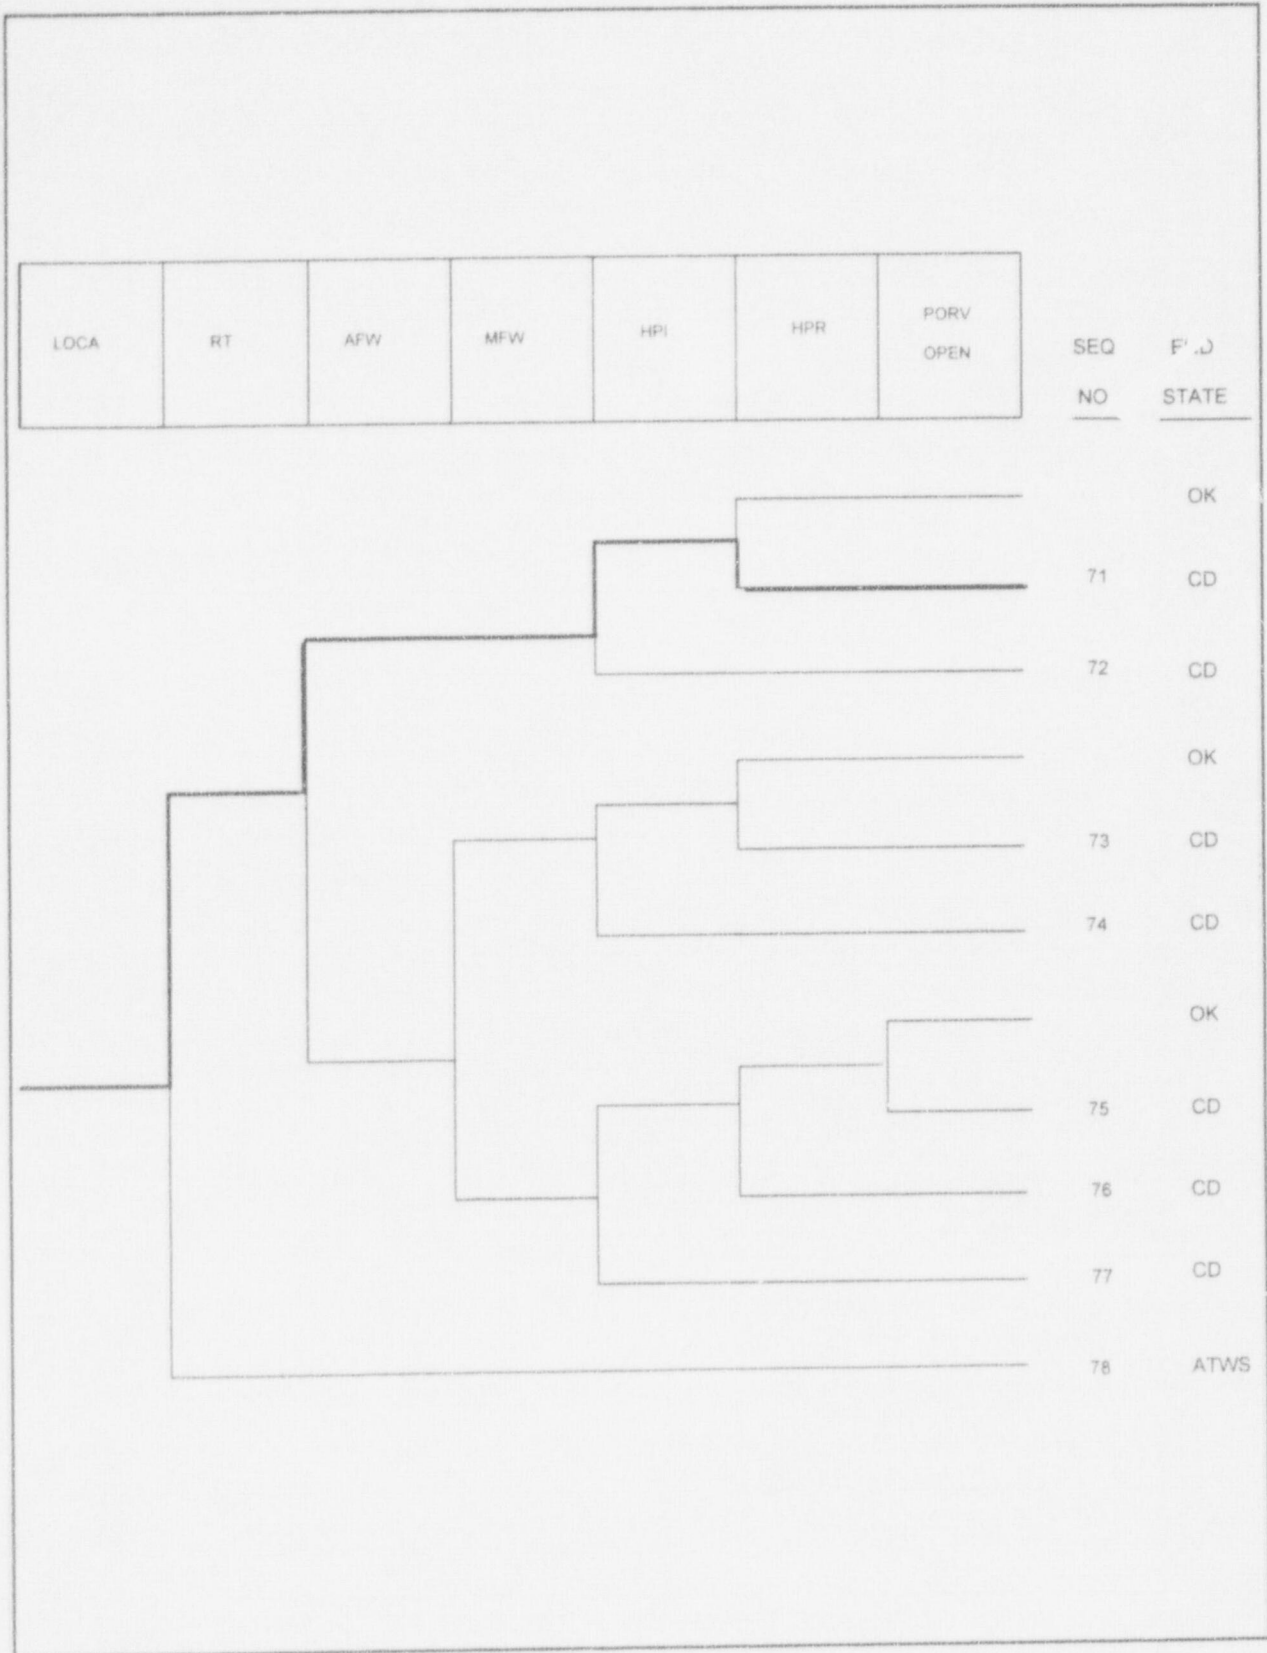 LOCA RT AFW MFW HPI HPR PORV
OPEN
SEQ
NO STATE
OK
71 CD
72 CD
OK
73 CD
74 CD
OK
75 CD
76 CD
77 CD
78 ATWS